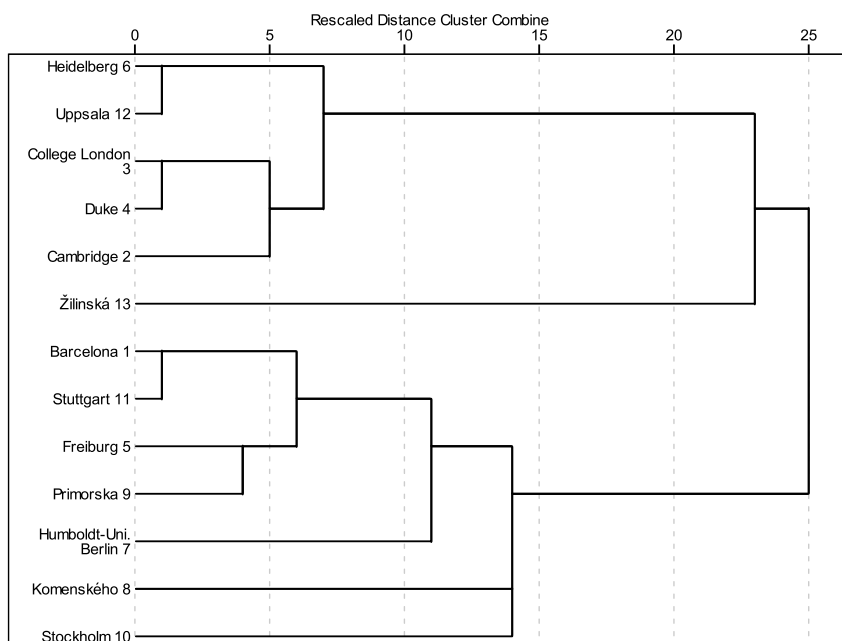 Rescaled Distance Cluster Combine
0 5 10 15 20 25
Heidelberg 6
Uppsala 12
College London
3
Duke 4
Cambridge 2
Žilinská 13
Barcelona 1
Stuttgart 11
Freiburg 5
Primorska 9
Humboldt-Uni.
Berlin 7
Komenského 8
Stockholm 10